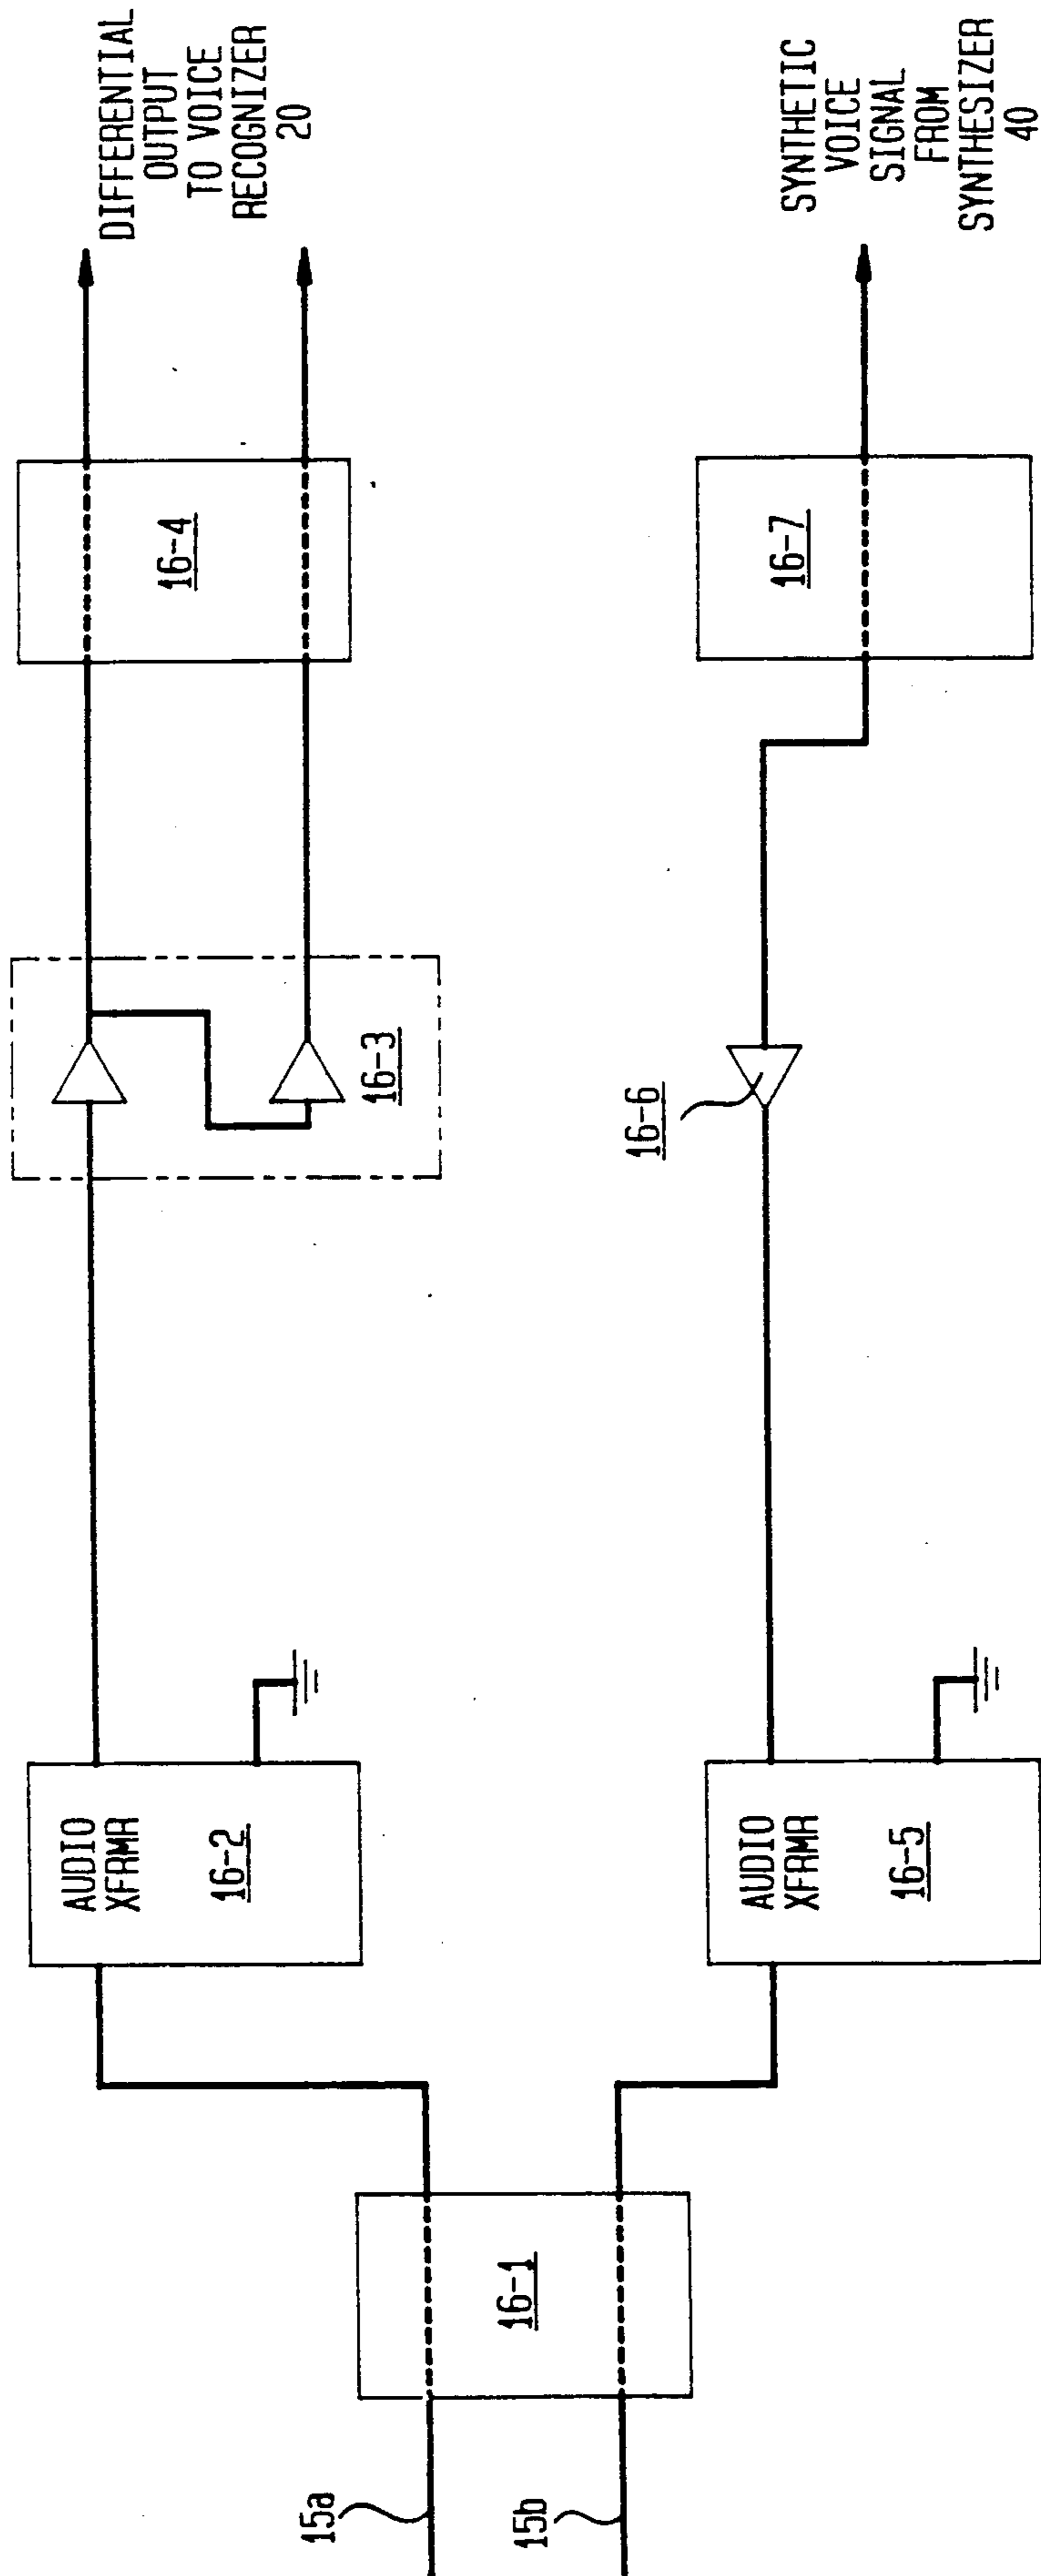 DIFFERENTIAL
OUTPUT
TO VOICE
RECOGNIZER
20
SYNTHETIC
VOICE
SIGNAL
FROM
SYNTHESIZER
40
16-4
16-7
16-3
16-6
AUDIO
XFRMR
16-2
AUDIO
XFRMR
16-5
16-1
15a
15b